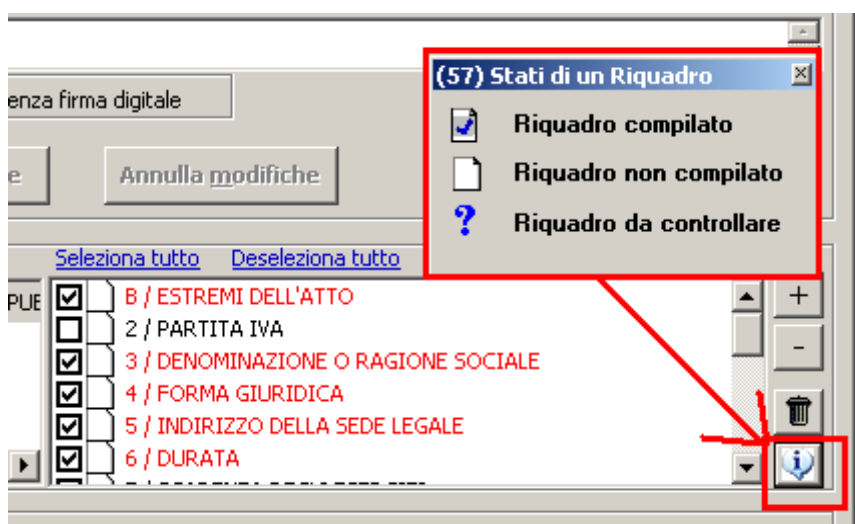 (57) Stati di un Riquadro
Riquadro compilato
Riquadro non compilato
? Riquadro da controllare
enza firma digitale
e
Annulla modifiche
Seleziona tutto Deseleziona tutto
PUE
B / ESTREMI DELL'ATTO
2 / PARTITA IVA
3 / DENOMINAZIONE O RAGIONE SOCIALE
4 / FORMA GIURIDICA
5 / INDIRIZZO DELLA SEDE LEGALE
6 / DURATA
+
-